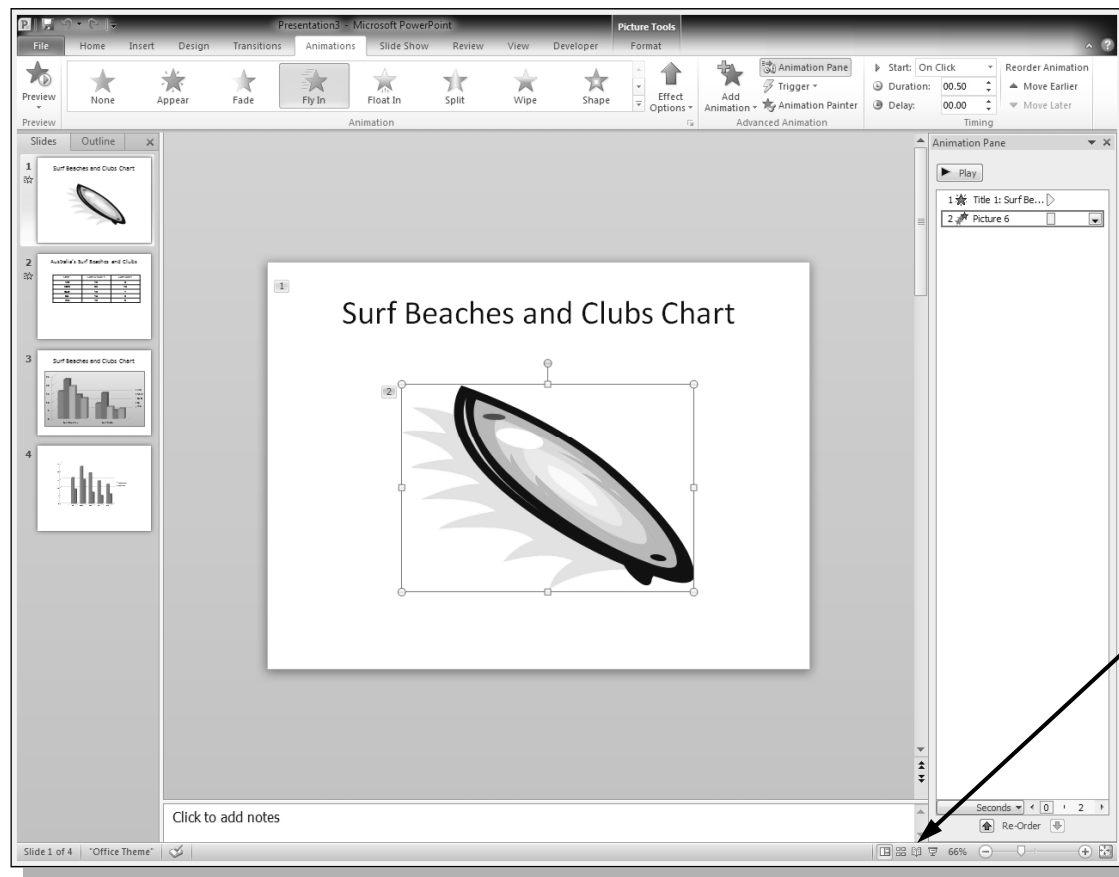 Presentation3 - Microsoft PowerPoint
Picture Tools
File Home Insert Design Transitions Animations Slide Show Review View Developer Format
Preview
None Appear Fade Fly In Float In Split Wipe Shape
Effect Options
Add Animation
Animation Pane
Trigger
Animation Painter
Start: On Click
Duration: 00.50
Delay: 00.00
Reorder Animation
Move Earlier
Move Later
Preview Animation Advanced Animation Timing
Slides Outline
1
Surf Beaches and Clubs Chart
2
Australia's Surf Beaches and Clubs
3
Surf Beaches and Clubs Chart
4
1
Surf Beaches and Clubs Chart
2
Click to add notes
Animation Pane
Play
1 Title 1: Surf Be...
2 Picture 6
Seconds 0 2
Re-Order
Slide 1 of 4 "Office Theme" 66%